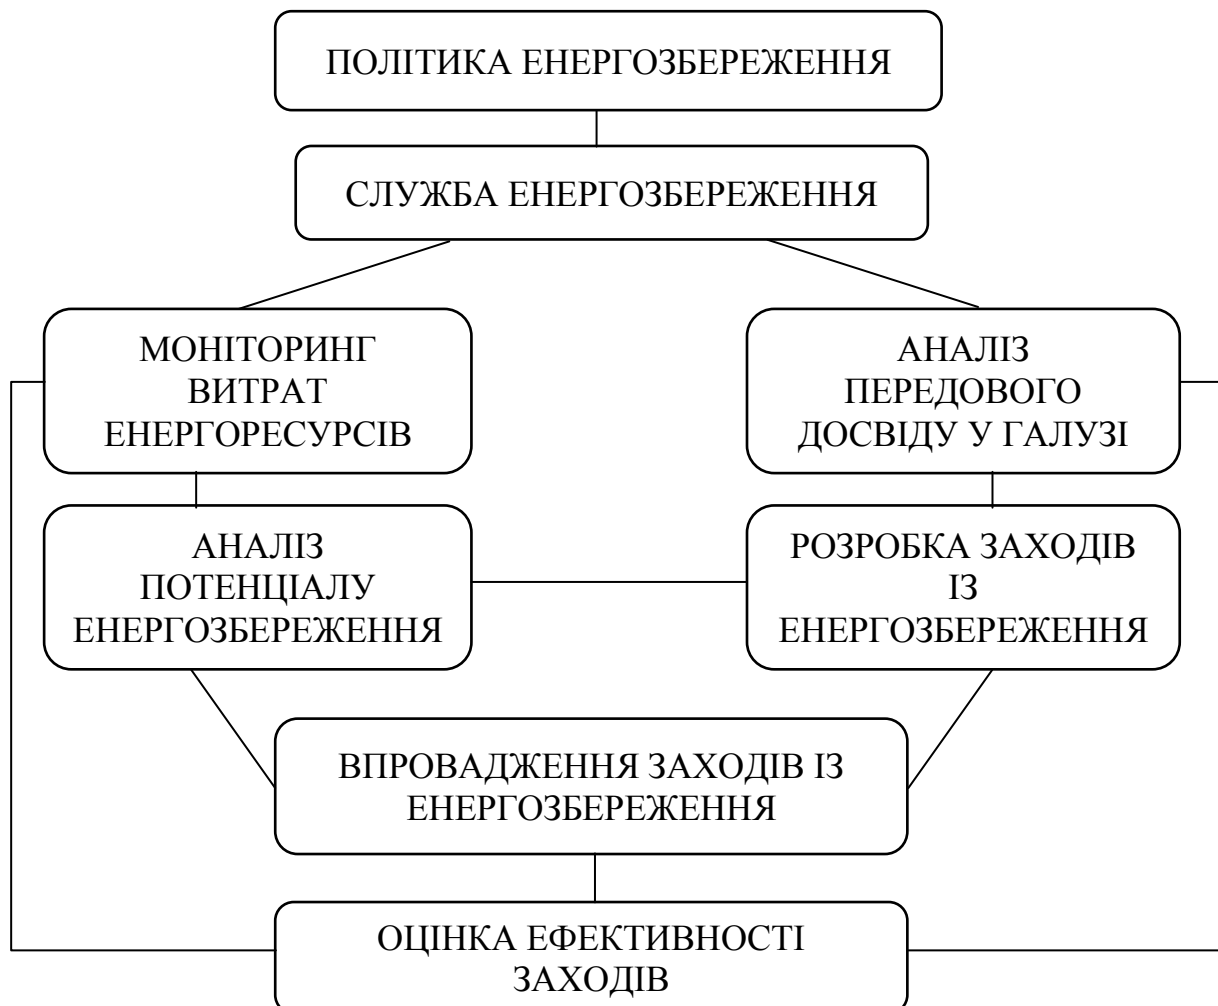 ПОЛІТИКА ЕНЕРГОЗБЕРЕЖЕННЯ
СЛУЖБА ЕНЕРГОЗБЕРЕЖЕННЯ
МОНІТОРИНГ
ВИТРАТ
ЕНЕРГОРЕСУРСІВ
АНАЛІЗ
ПЕРЕДОВОГО
ДОСВІДУ У ГАЛУЗІ
АНАЛІЗ
ПОТЕНЦІАЛУ
ЕНЕРГОЗБЕРЕЖЕННЯ
РОЗРОБКА ЗАХОДІВ
ІЗ
ЕНЕРГОЗБЕРЕЖЕННЯ
ВПРОВАДЖЕННЯ ЗАХОДІВ ІЗ
ЕНЕРГОЗБЕРЕЖЕННЯ
ОЦІНКА ЕФЕКТИВНОСТІ
ЗАХОДІВ